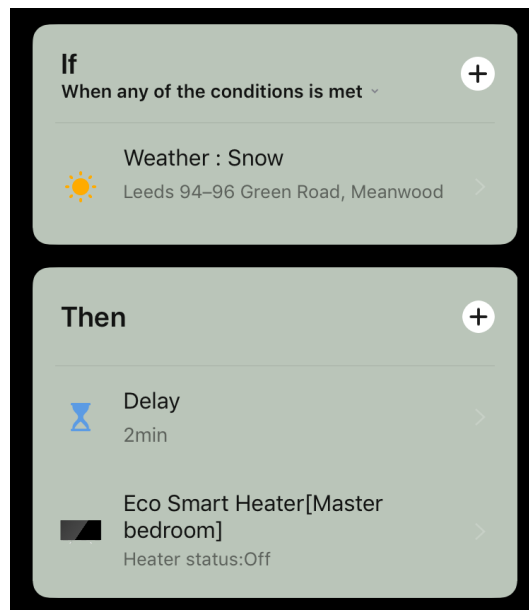 If
When any of the conditions is met
Weather : Snow
Leeds 94–96 Green Road, Meanwood
Then
Delay
2min
Eco Smart Heater[Master
bedroom]
Heater status:Off